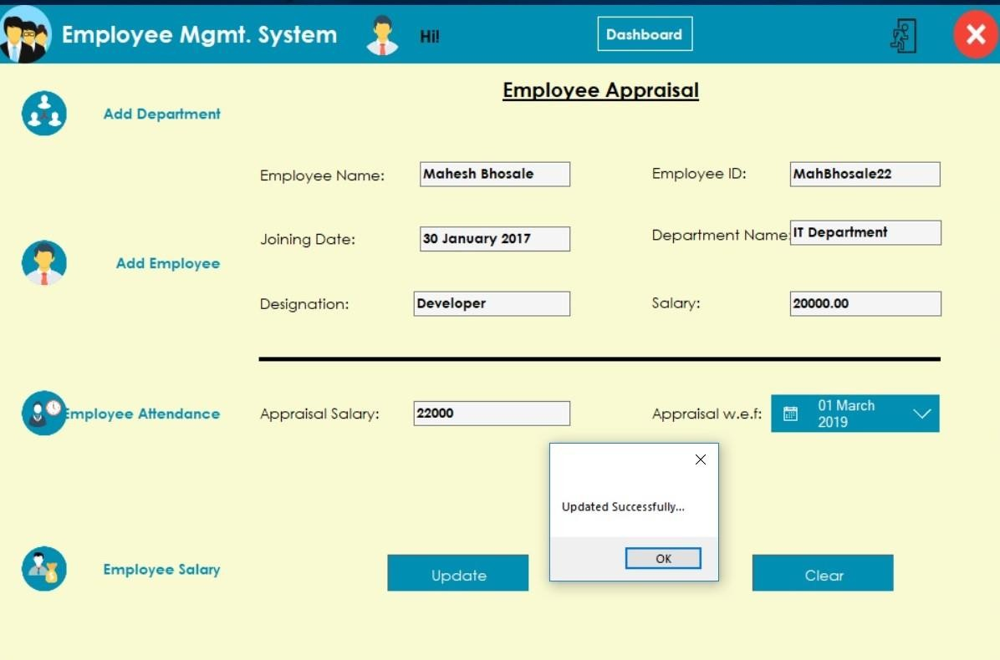 Employee Mgmt. System
Hi!
Dashboard
Employee Appraisal
Add Department
Employee Name: Mahesh Bhosale Employee ID: MahBhosale22
Joining Date: 30 January 2017 Department Name: IT Department
Add Employee
Designation: Developer Salary: 20000.00
Employee Attendance
Appraisal Salary: 22000 Appraisal w.e.f: 01 March
2019
Updated Successfully...
OK
Employee Salary
Update
Clear